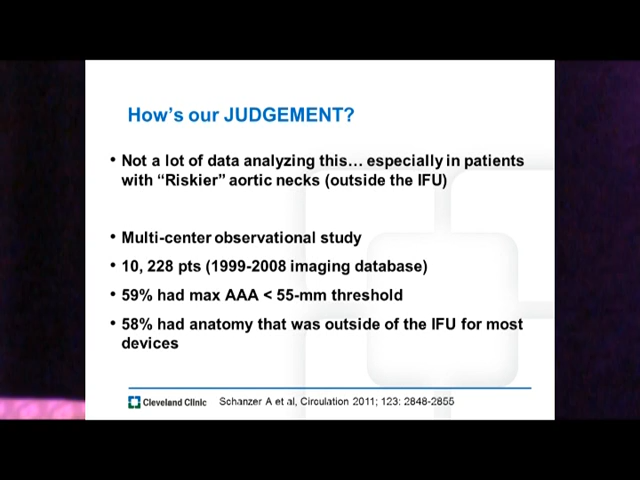 How's our JUDGEMENT?
• Not a lot of data analyzing this... especially in patients
with “Riskier” aortic necks (outside the IFU)
• Multi-center observational study
• 10, 228 pts (1999-2008 imaging database)
• 59% had max AAA < 55-mm threshold
• 58% had anatomy that was outside of the IFU for most
devices
Cleveland Clinic Schanzer A et al, Circulation 2011; 123: 2848-2855